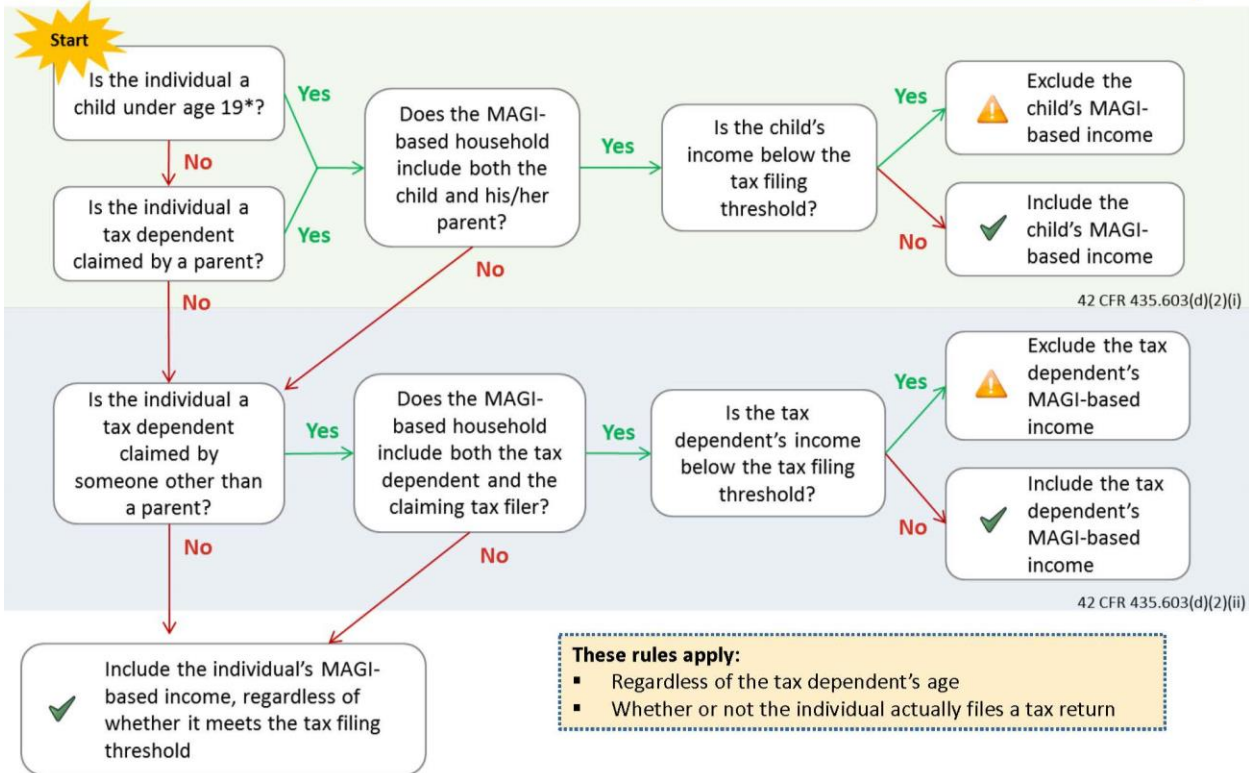 Start
Is the individual a
child under age 19*?
Yes
Does the MAGI-
based household
include both the
child and his/her
parent?
Yes
Is the child's
income below the
tax filing
threshold?
Yes
Exclude the
child's MAGI-
based income
No
Include the
child's MAGI-
based income
No
Is the individual a
tax dependent
claimed by a parent?
Yes
No
No
42 CFR 435.603(d)(2)(i)
Is the individual a
tax dependent
claimed by
someone other than
a parent?
Yes
Does the MAGI-
based household
include both the tax
dependent and the
claiming tax filer?
Yes
Is the tax
dependent's income
below the tax filing
threshold?
Yes
Exclude the tax
dependent's
MAGI-based
income
No
Include the tax
dependent's
MAGI-based
income
No
No
42 CFR 435.603(d)(2)(ii)
Include the individual's MAGI-
based income, regardless of
whether it meets the tax filing
threshold
These rules apply:
▪ Regardless of the tax dependent's age
▪ Whether or not the individual actually files a tax return